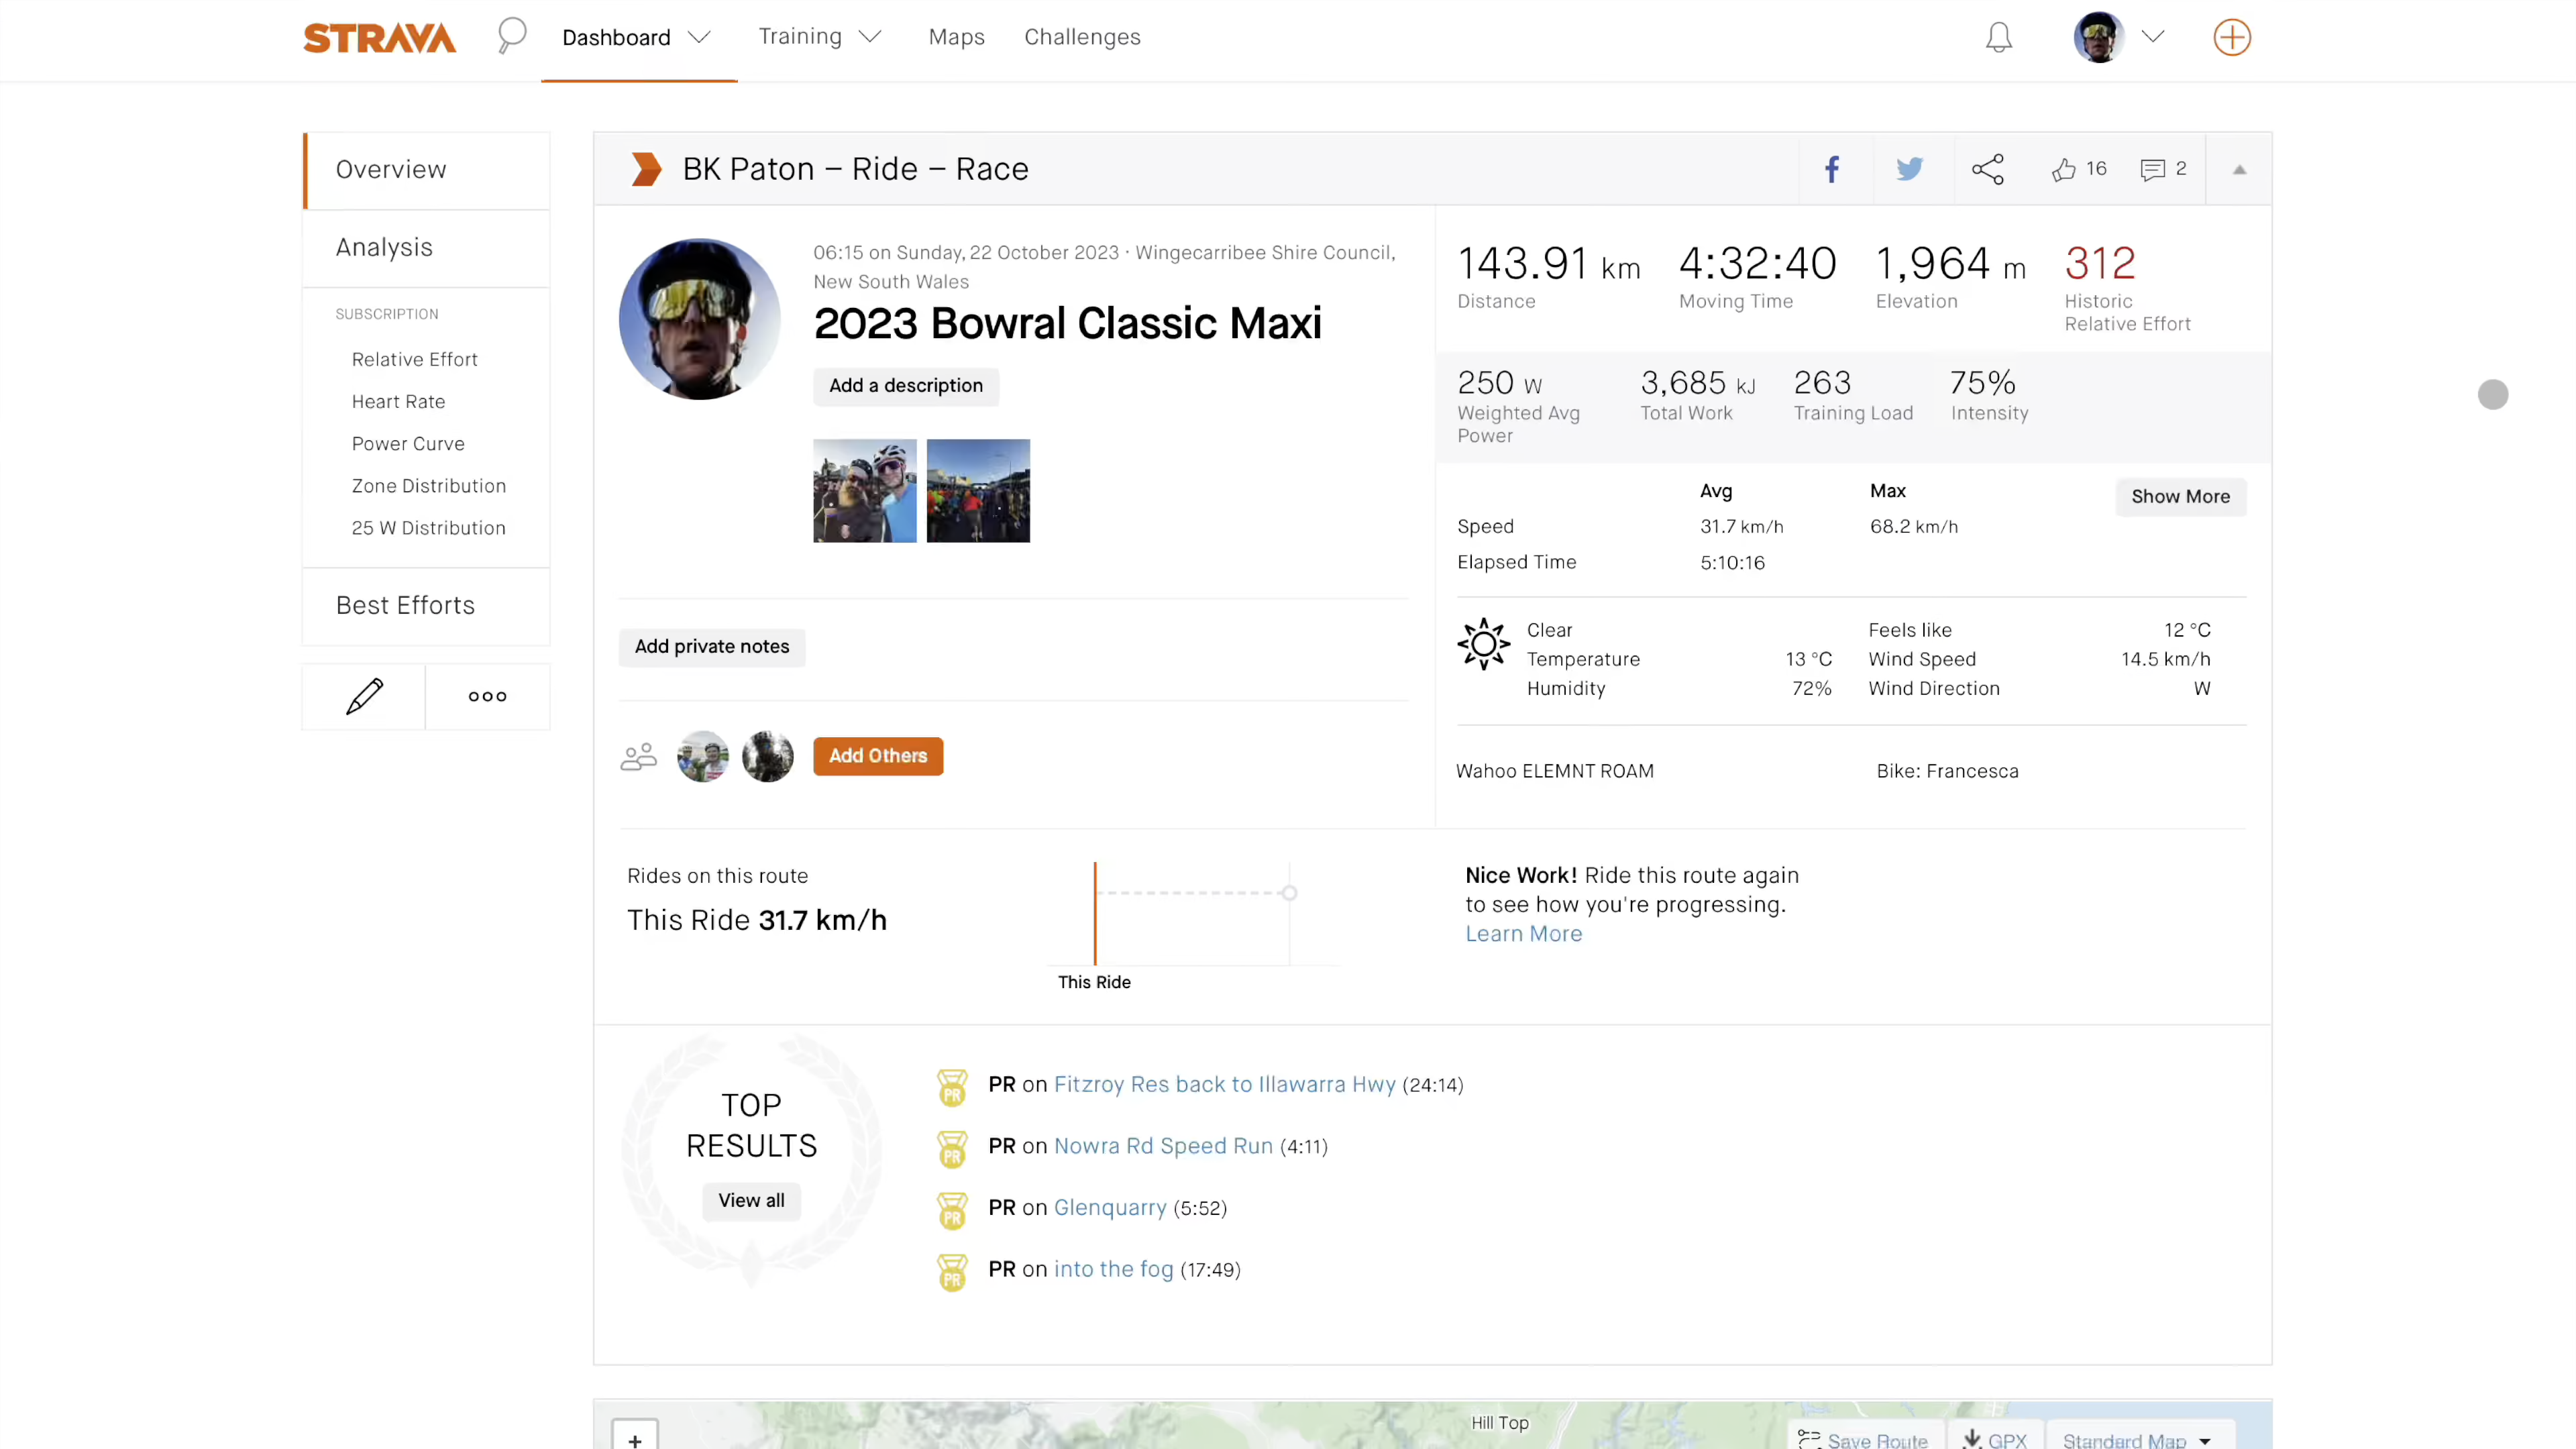 STRAVA
Dashboard
Training
Maps
Challenges
Overview
Analysis
SUBSCRIPTION
Relative Effort
Heart Rate
Power Curve
Zone Distribution
25 W Distribution
Best Efforts
BK Paton – Ride – Race
16
2
06:15 on Sunday, 22 October 2023 · Wingecarribee Shire Council,
New South Wales
2023 Bowral Classic Maxi
Add a description
Add private notes
Add Others
143.91 km
Distance
4:32:40
Moving Time
1,964 m
Elevation
312
Historic
Relative Effort
250 W
Weighted Avg
Power
3,685 kJ
Total Work
263
Training Load
75%
Intensity
Avg Max
Show More
Speed 31.7 km/h 68.2 km/h
Elapsed Time 5:10:16
Clear
Temperature 13 °C
Humidity 72%
Feels like 12 °C
Wind Speed 14.5 km/h
Wind Direction W
Wahoo ELEMNT ROAM
Bike: Francesca
Rides on this route
This Ride 31.7 km/h
This Ride
Nice Work! Ride this route again
to see how you're progressing.
Learn More
TOP
RESULTS
View all
PR PR on Fitzroy Res back to Illawarra Hwy (24:14)
PR PR on Nowra Rd Speed Run (4:11)
PR PR on Glenquarry (5:52)
PR PR on into the fog (17:49)
+
Hill Top
Save Route
GPX
Standard Map